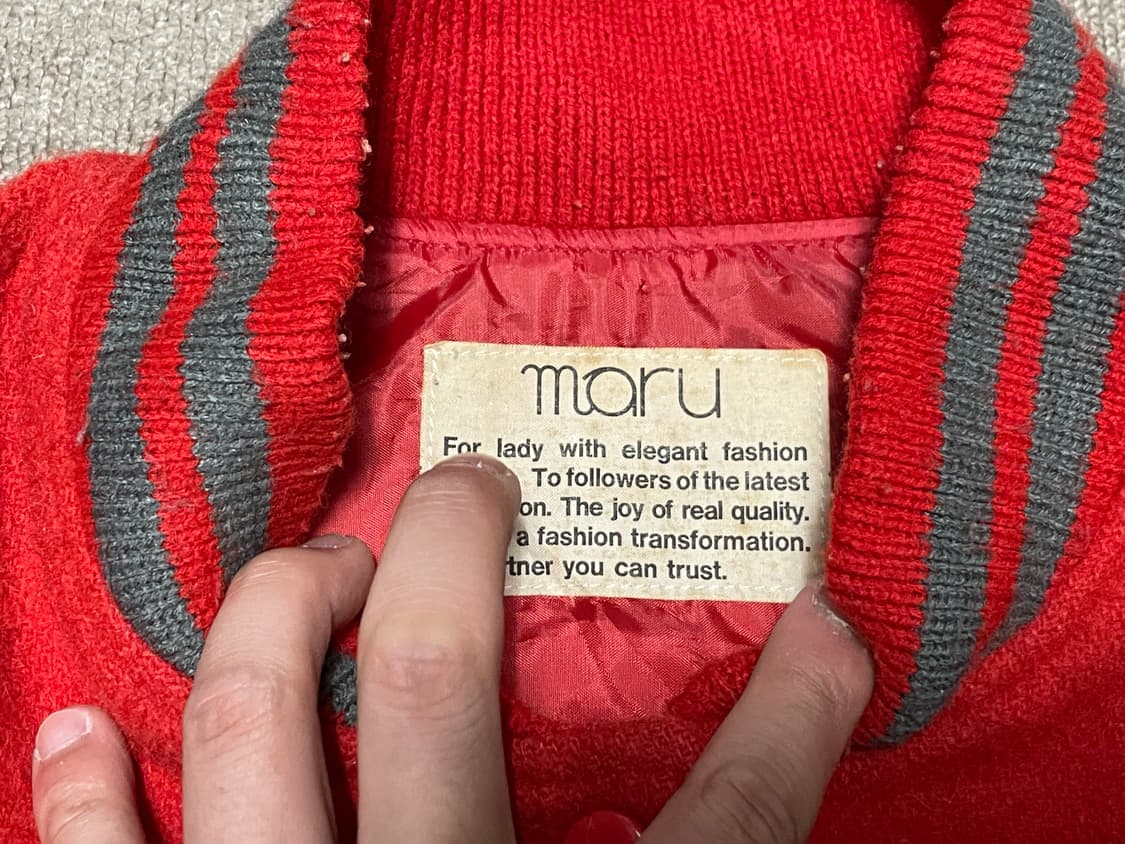 maru
For lady with elegant fashion
To followers of the latest
on. The joy of real quality.
a fashion transformation.
tner you can trust.